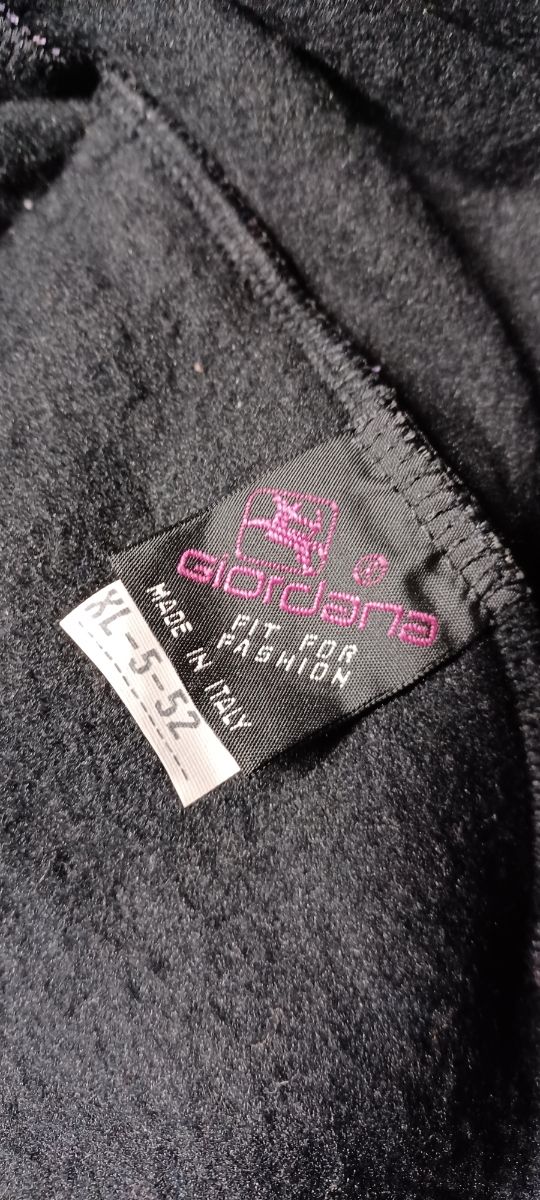 ®
Giordana
FIT FOR
FASHION
MADE IN ITALY
XL-5-52